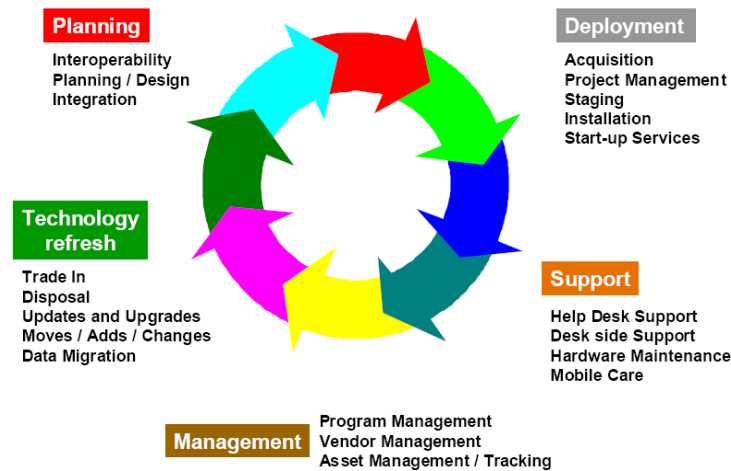 Planning
Interoperability
Planning / Design
Integration
Deployment
Acquisition
Project Management
Staging
Installation
Start-up Services
Technology
refresh
Trade In
Disposal
Updates and Upgrades
Moves / Adds / Changes
Data Migration
Support
Help Desk Support
Desk side Support
Hardware Maintenance
Mobile Care
Management
Program Management
Vendor Management
Asset Management / Tracking